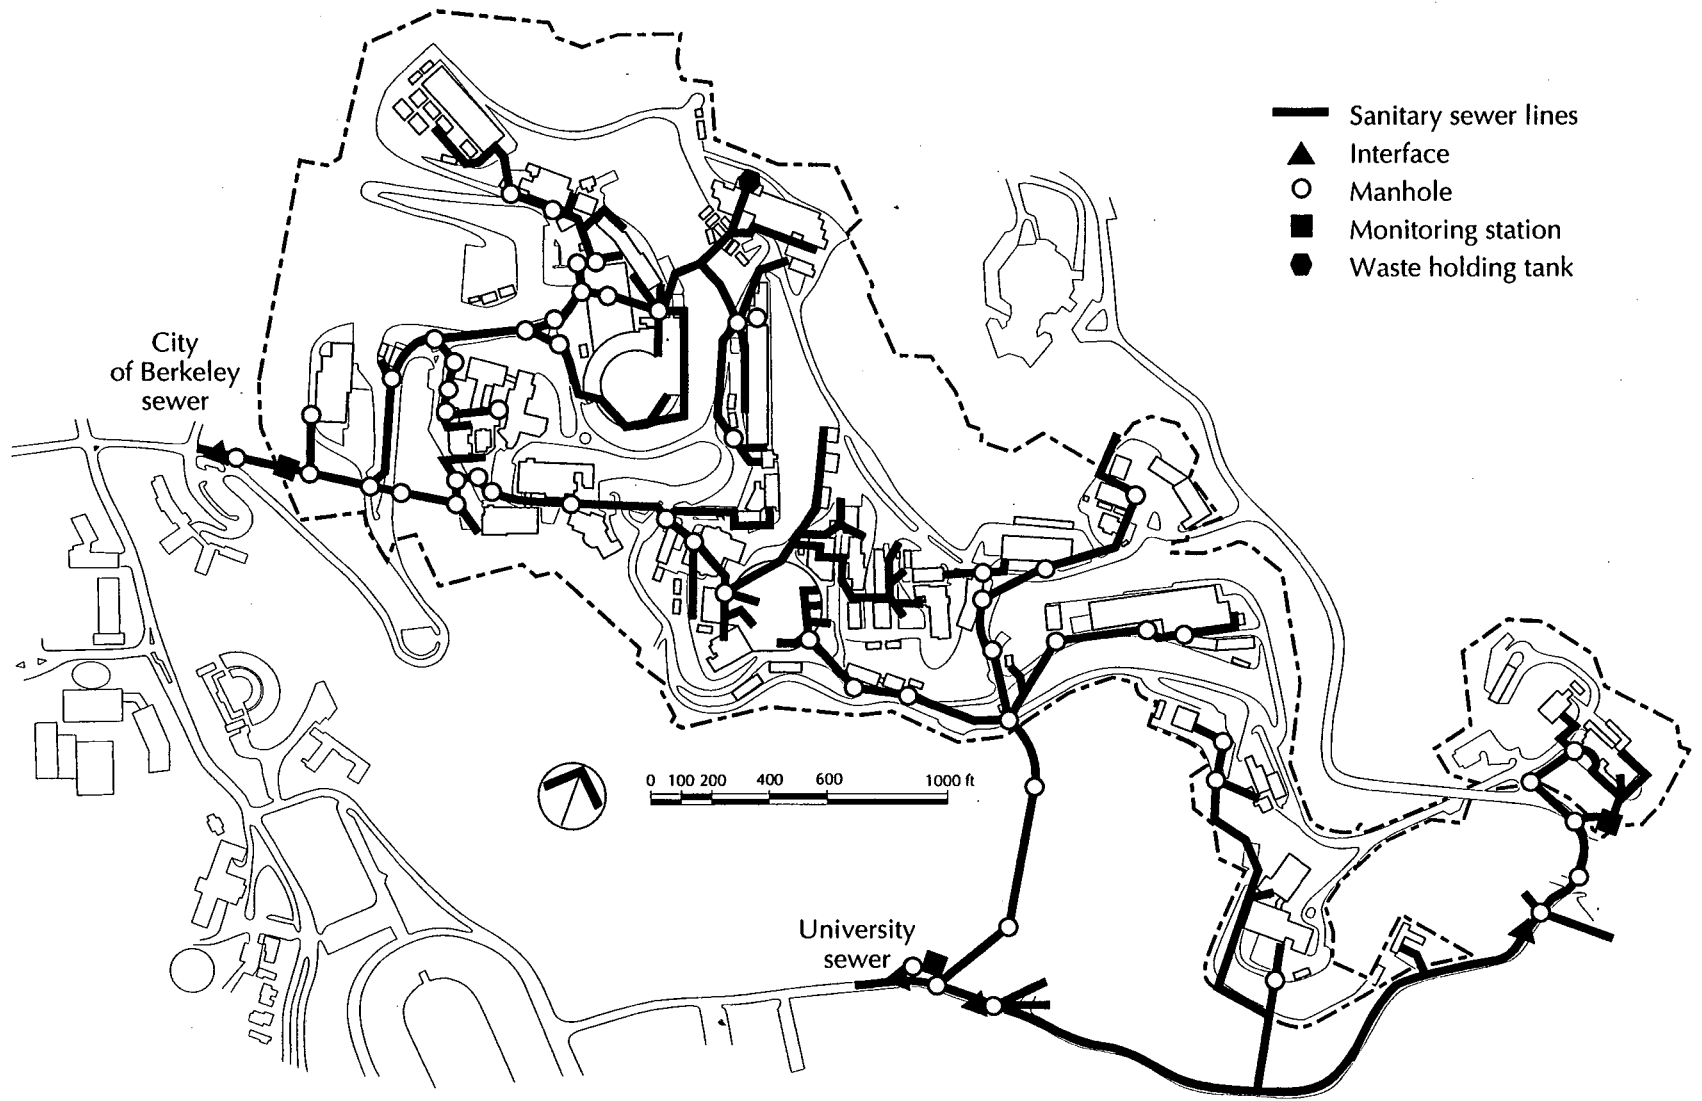 Sanitary sewer lines
Interface
Manhole
Monitoring station
Waste holding tank
City
of Berkeley
sewer
0 100 200 400 600 1000 ft
University
sewer